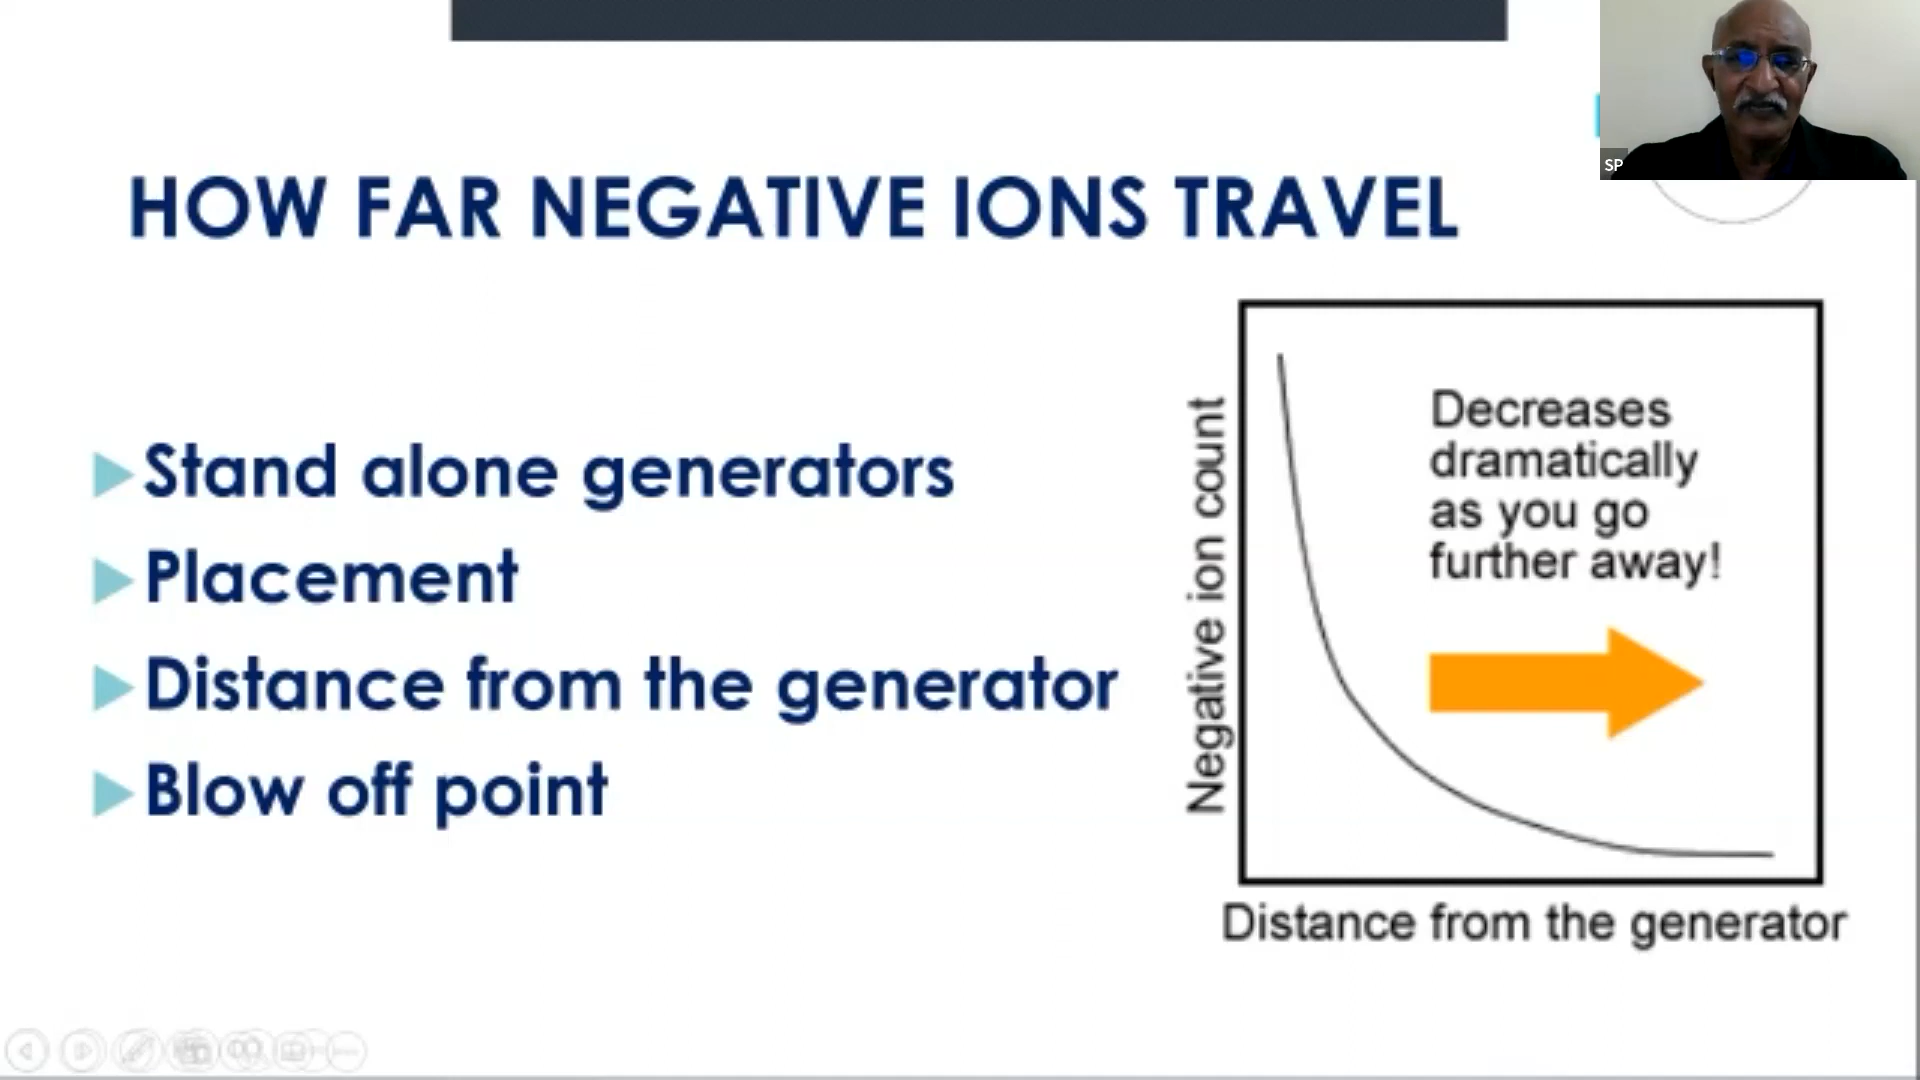 SP
HOW FAR NEGATIVE IONS TRAVEL
Stand alone generators
Placement
Distance from the generator
Blow off point
Negative ion count
Decreases
dramatically
as you go
further away!
Distance from the generator